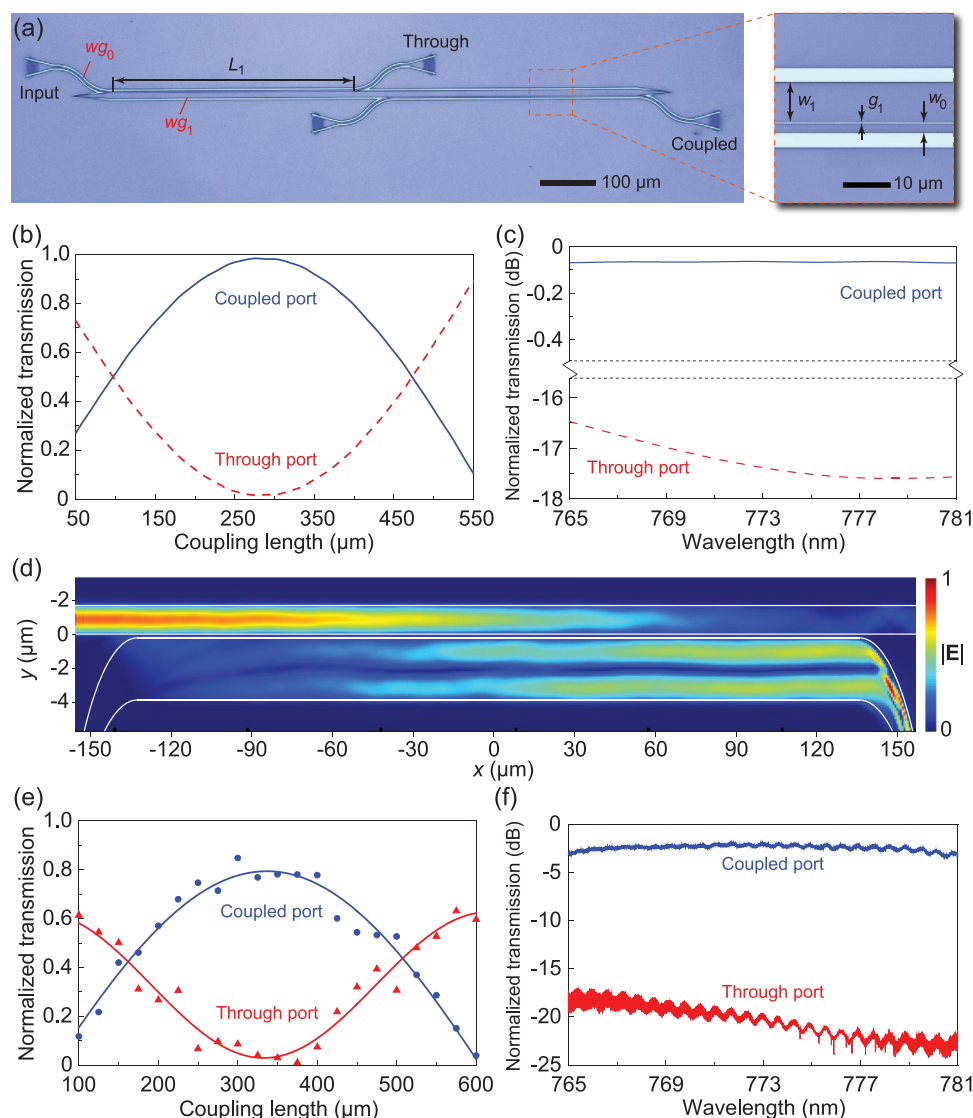 (a)
wg0
Input
L1
wg1
Through
Coupled
100 μm
w1
g1
w0
10 μm
(b)
Normalized transmission
1.0
0.8
0.6
0.4
0.2
0
Coupled port
Through port
50 150 250 350 450 550
Coupling length (μm)
(c)
Normalized transmission (dB)
0
-0.2
-0.4
-16
-17
-18
Coupled port
Through port
765 769 771 773 777 781
Wavelength (nm)
(d)
y (μm)
-2
0
-2
-4
-150 -120 -90 -60 -30 0 30 60 90 120 150
x (μm)
1
|E|
0
(e)
Normalized transmission
1.0
0.8
0.6
0.4
0.2
0
Coupled port
Through port
100 200 300 400 500 600
Coupling length (μm)
(f)
Normalized transmission (dB)
0
-5
-10
-15
-20
-25
Coupled port
Through port
765 769 773 777 781
Wavelength (nm)